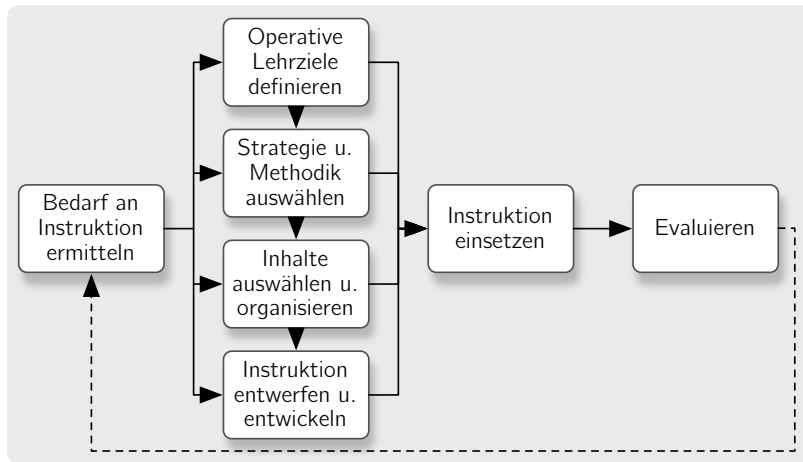 Operative
Lehrziele
definieren
Strategie u.
Methodik
auswählen
Bedarf an
Instruktion
ermitteln
Instruktion
einsetzen
Evaluieren
Inhalte
auswählen u.
organisieren
Instruktion
entwerfen u.
entwickeln